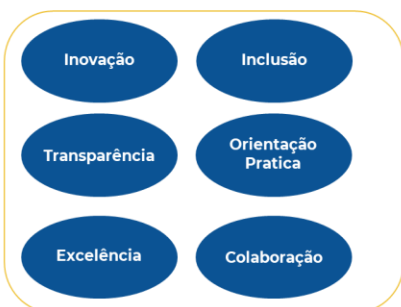 Inovação
Inclusão
Transparência
Orientação
Pratica
Excelência
Colaboração